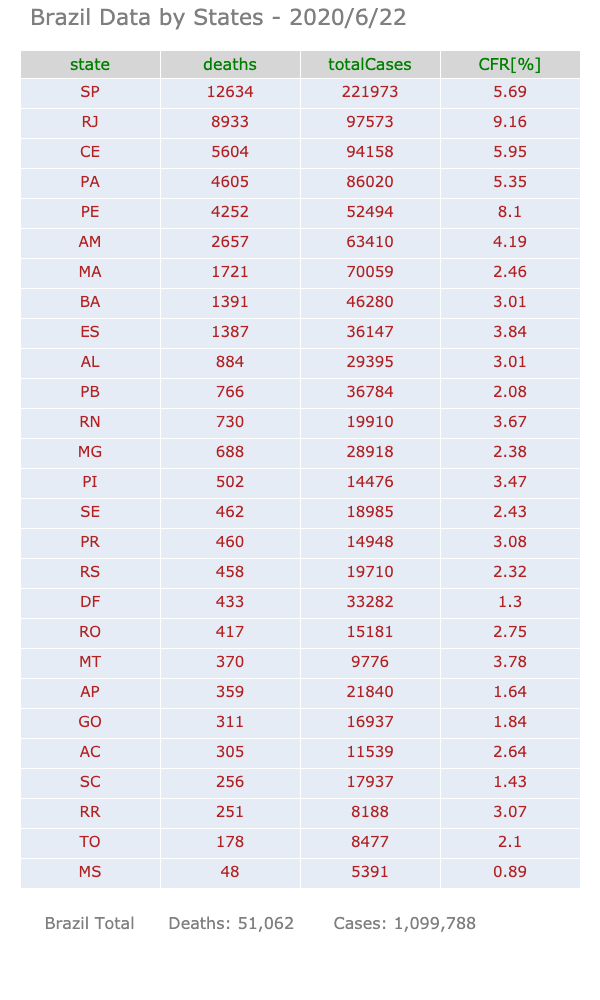 Brazil Data by States - 2020/6/22
state deaths totalCases CFR[%]
SP 12634 221973 5.69
RJ 8933 97573 9.16
CE 5604 94158 5.95
PA 4605 86020 5.35
PE 4252 52494 8.1
AM 2657 63410 4.19
MA 1721 70059 2.46
BA 1391 46280 3.01
ES 1387 36147 3.84
AL 884 29395 3.01
PB 766 36784 2.08
RN 730 19910 3.67
MG 688 28918 2.38
PI 502 14476 3.47
SE 462 18985 2.43
PR 460 14948 3.08
RS 458 19710 2.32
DF 433 33282 1.3
RO 417 15181 2.75
MT 370 9776 3.78
AP 359 21840 1.64
GO 311 16937 1.84
AC 305 11539 2.64
SC 256 17937 1.43
RR 251 8188 3.07
TO 178 8477 2.1
MS 48 5391 0.89
Brazil Total Deaths: 51,062 Cases: 1,099,788